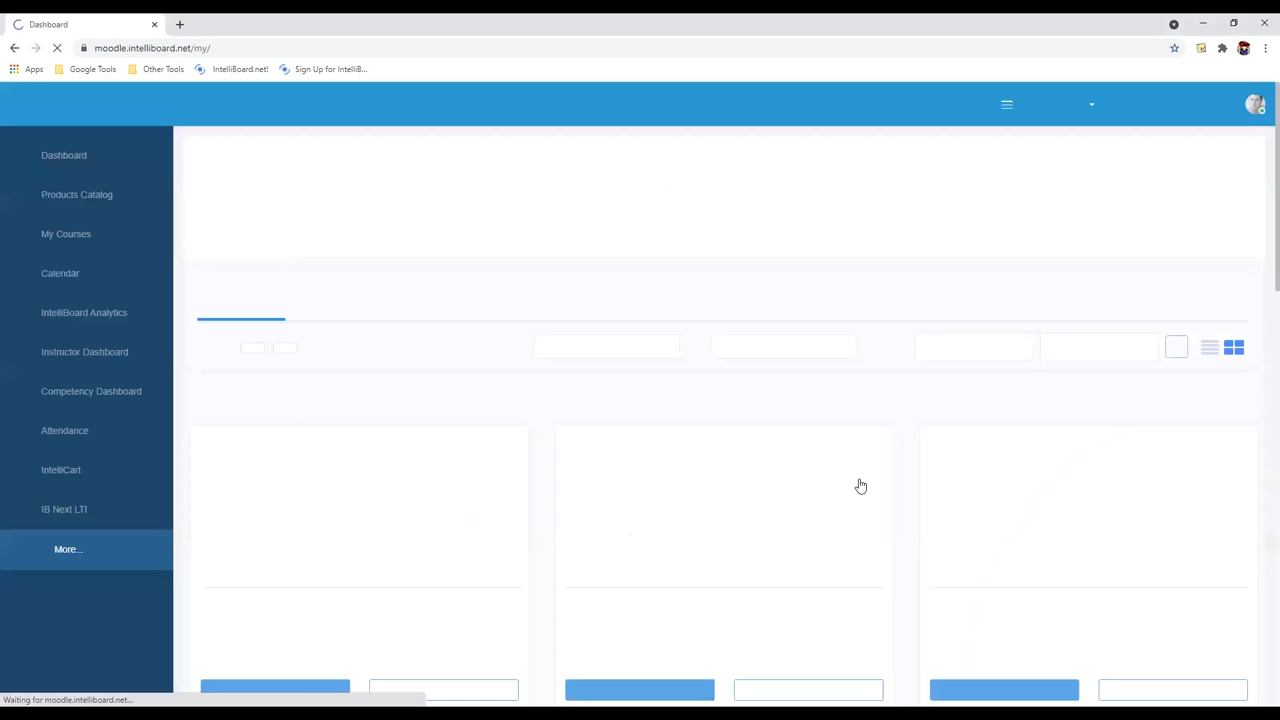 Dashboard
moodle.intelliboard.net/my/
Apps Google Tools Other Tools IntelliBoard.net! Sign Up for IntelliB...
Dashboard
Products Catalog
My Courses
Calendar
IntelliBoard Analytics
Instructor Dashboard
Competency Dashboard
Attendance
IntelliCart
IB Next LTI
More...
Waiting for moodle.intelliboard.net...